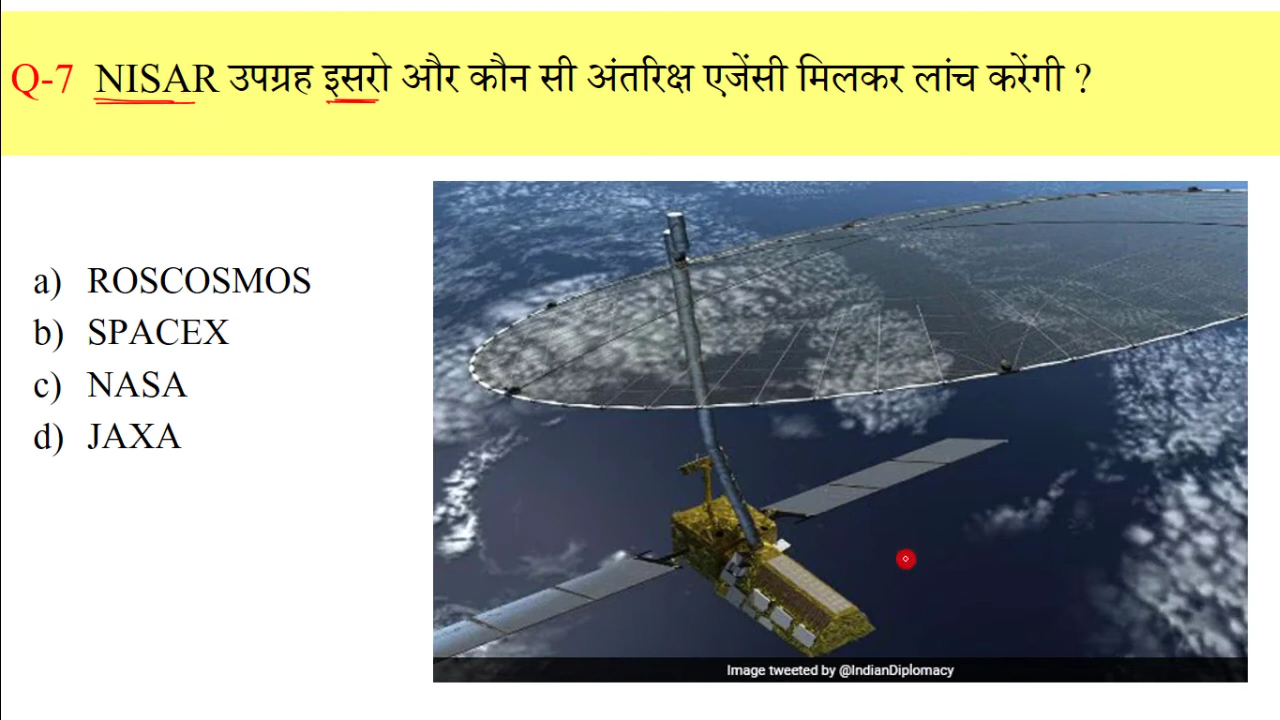 Q-7 NISAR उपग्रह इसरो और कौन सी अंतरिक्ष एजेंसी मिलकर लांच करेंगी ?
a) ROSCOSMOS
b) SPACEX
c) NASA
d) JAXA
Image tweeted by @IndianDiplomacy